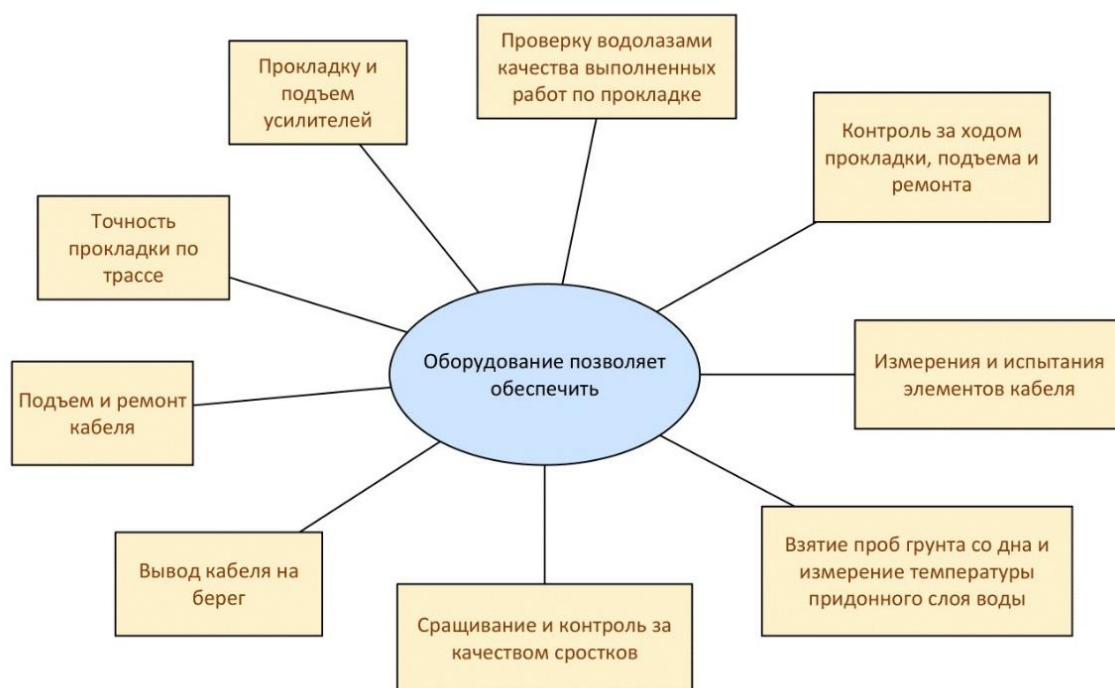 Проверку водолазами
качества выполненных
работ по прокладке
Прокладку и
подъем
усилителей
Контроль за ходом
прокладки, подъема и
ремонта
Точность
прокладки по
трассе
Оборудование позволяет
обеспечить
Измерения и испытания
элементов кабеля
Подъем и ремонт
кабеля
Взятие проб грунта со дна и
измерение температуры
придонного слоя воды
Вывод кабеля на
берег
Сращивание и контроль за
качеством сростков